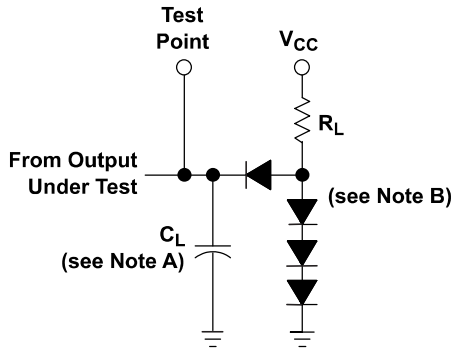 Test
Point
VCC
RL
From Output
Under Test
(see Note B)
CL
(see Note A)